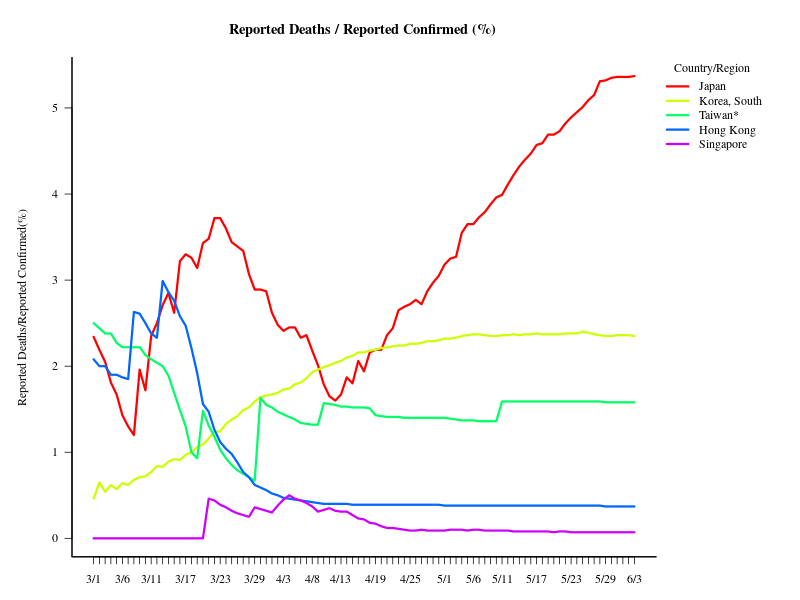 Reported Deaths / Reported Confirmed (%)
Country/Region
Japan
Korea, South
Taiwan*
Hong Kong
Singapore
Reported Deaths/Reported Confirmed(%)
5
4
3
2
1
0
3/1 3/6 3/11 3/17 3/23 3/29 4/3 4/8 4/13 4/19 4/25 5/1 5/6 5/11 5/17 5/23 5/29 6/3